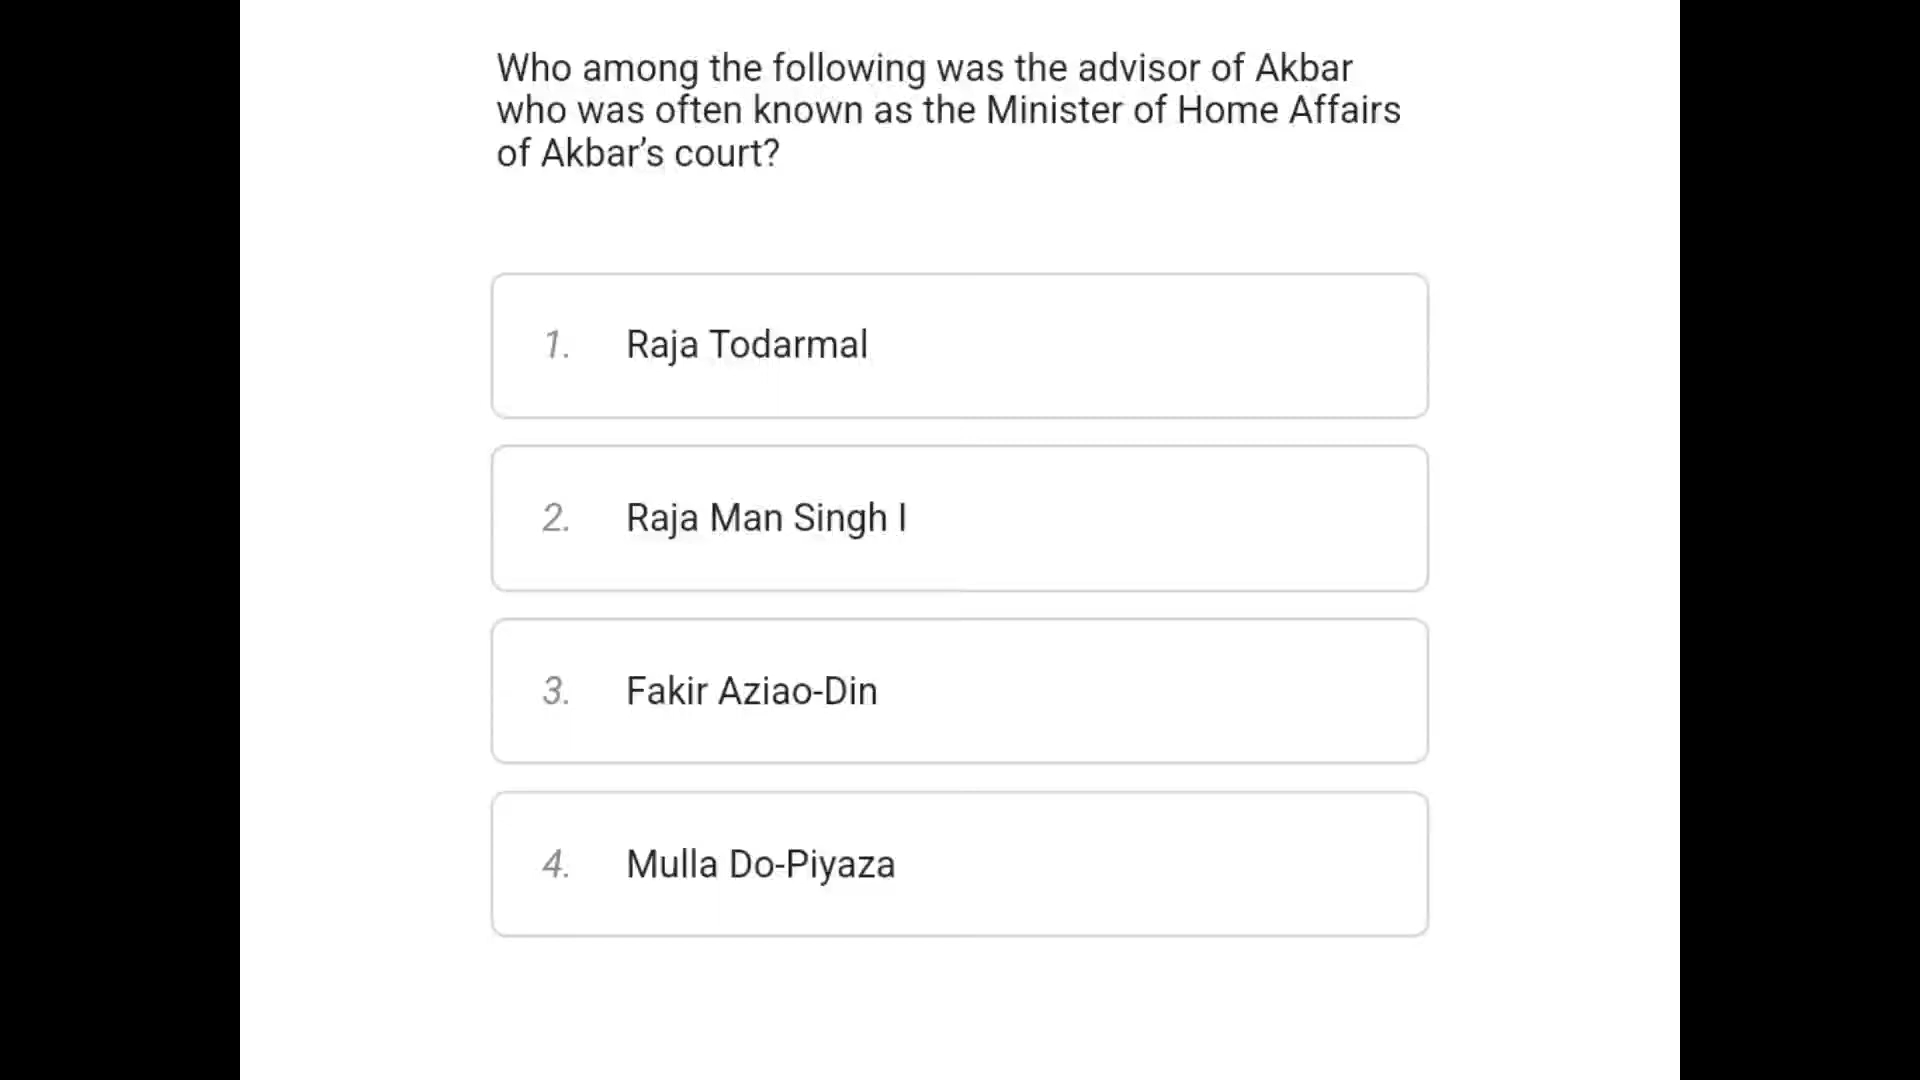 Who among the following was the advisor of Akbar
who was often known as the Minister of Home Affairs
of Akbar’s court?
1. Raja Todarmal
2. Raja Man Singh I
3. Fakir Aziao-Din
4. Mulla Do-Piyaza